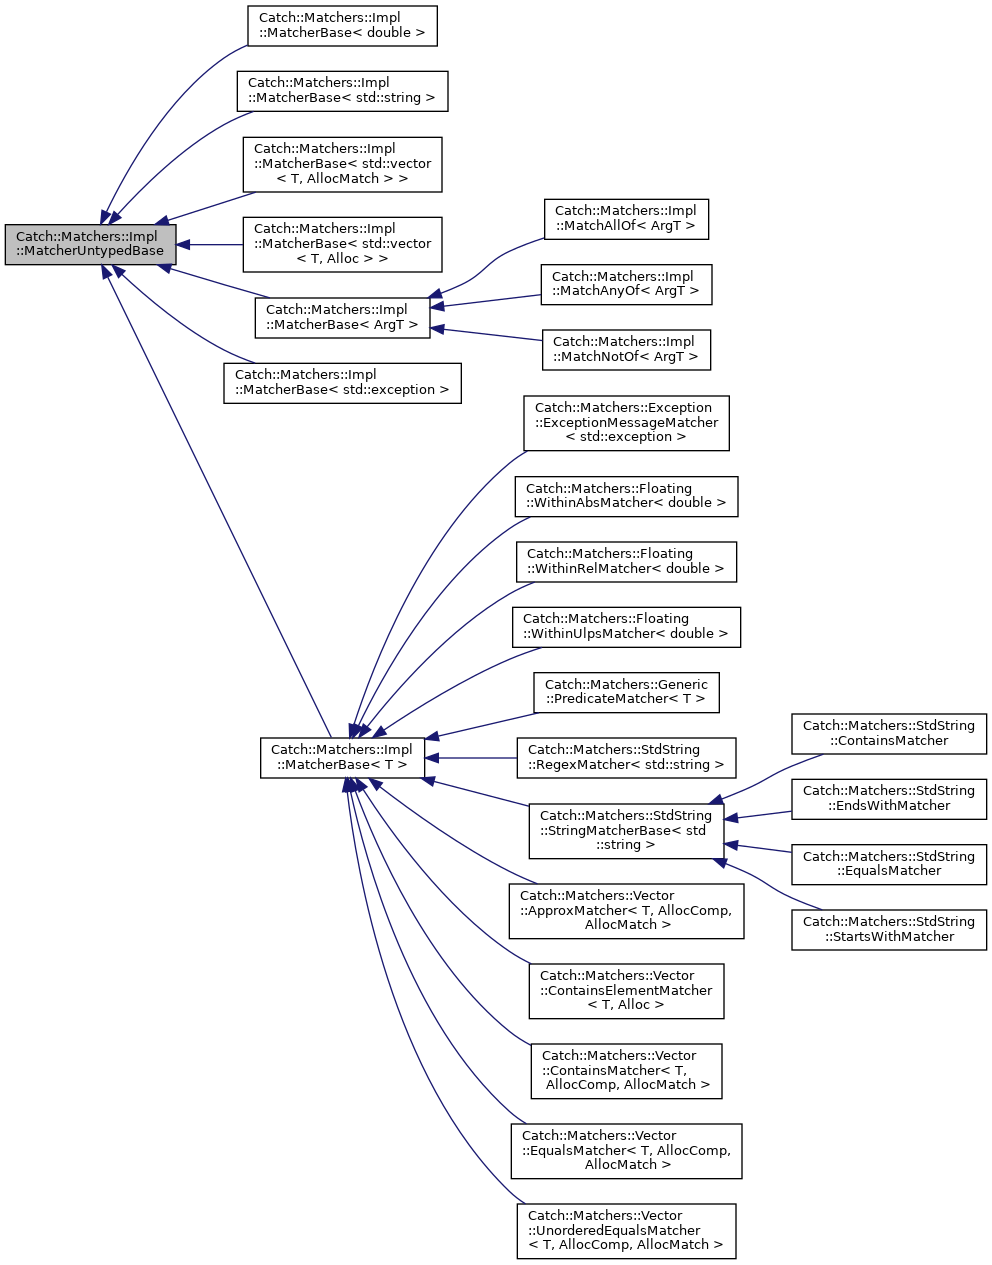 Catch::Matchers::Impl
::MatcherUntypedBase
Catch::Matchers::Impl
::MatcherBase< double >
Catch::Matchers::Impl
::MatcherBase< std::string >
Catch::Matchers::Impl
::MatcherBase< std::vector
< T, AllocMatch > >
Catch::Matchers::Impl
::MatcherBase< std::vector
< T, Alloc > >
Catch::Matchers::Impl
::MatcherBase< ArgT >
Catch::Matchers::Impl
::MatcherBase< std::exception >
Catch::Matchers::Impl
::MatcherBase< T >
Catch::Matchers::Impl
::MatchAllOf< ArgT >
Catch::Matchers::Impl
::MatchAnyOf< ArgT >
Catch::Matchers::Impl
::MatchNotOf< ArgT >
Catch::Matchers::Exception
::ExceptionMessageMatcher
< std::exception >
Catch::Matchers::Floating
::WithinAbsMatcher< double >
Catch::Matchers::Floating
::WithinRelMatcher< double >
Catch::Matchers::Floating
::WithinUlpsMatcher< double >
Catch::Matchers::Generic
::PredicateMatcher< T >
Catch::Matchers::StdString
::RegexMatcher< std::string >
Catch::Matchers::StdString
::StringMatcherBase< std
::string >
Catch::Matchers::Vector
::ApproxMatcher< T, AllocComp,
AllocMatch >
Catch::Matchers::Vector
::ContainsElementMatcher
< T, Alloc >
Catch::Matchers::Vector
::ContainsMatcher< T,
AllocComp, AllocMatch >
Catch::Matchers::Vector
::EqualsMatcher< T, AllocComp,
AllocMatch >
Catch::Matchers::Vector
::UnorderedEqualsMatcher
< T, AllocComp, AllocMatch >
Catch::Matchers::StdString
::ContainsMatcher
Catch::Matchers::StdString
::EndsWithMatcher
Catch::Matchers::StdString
::EqualsMatcher
Catch::Matchers::StdString
::StartsWithMatcher